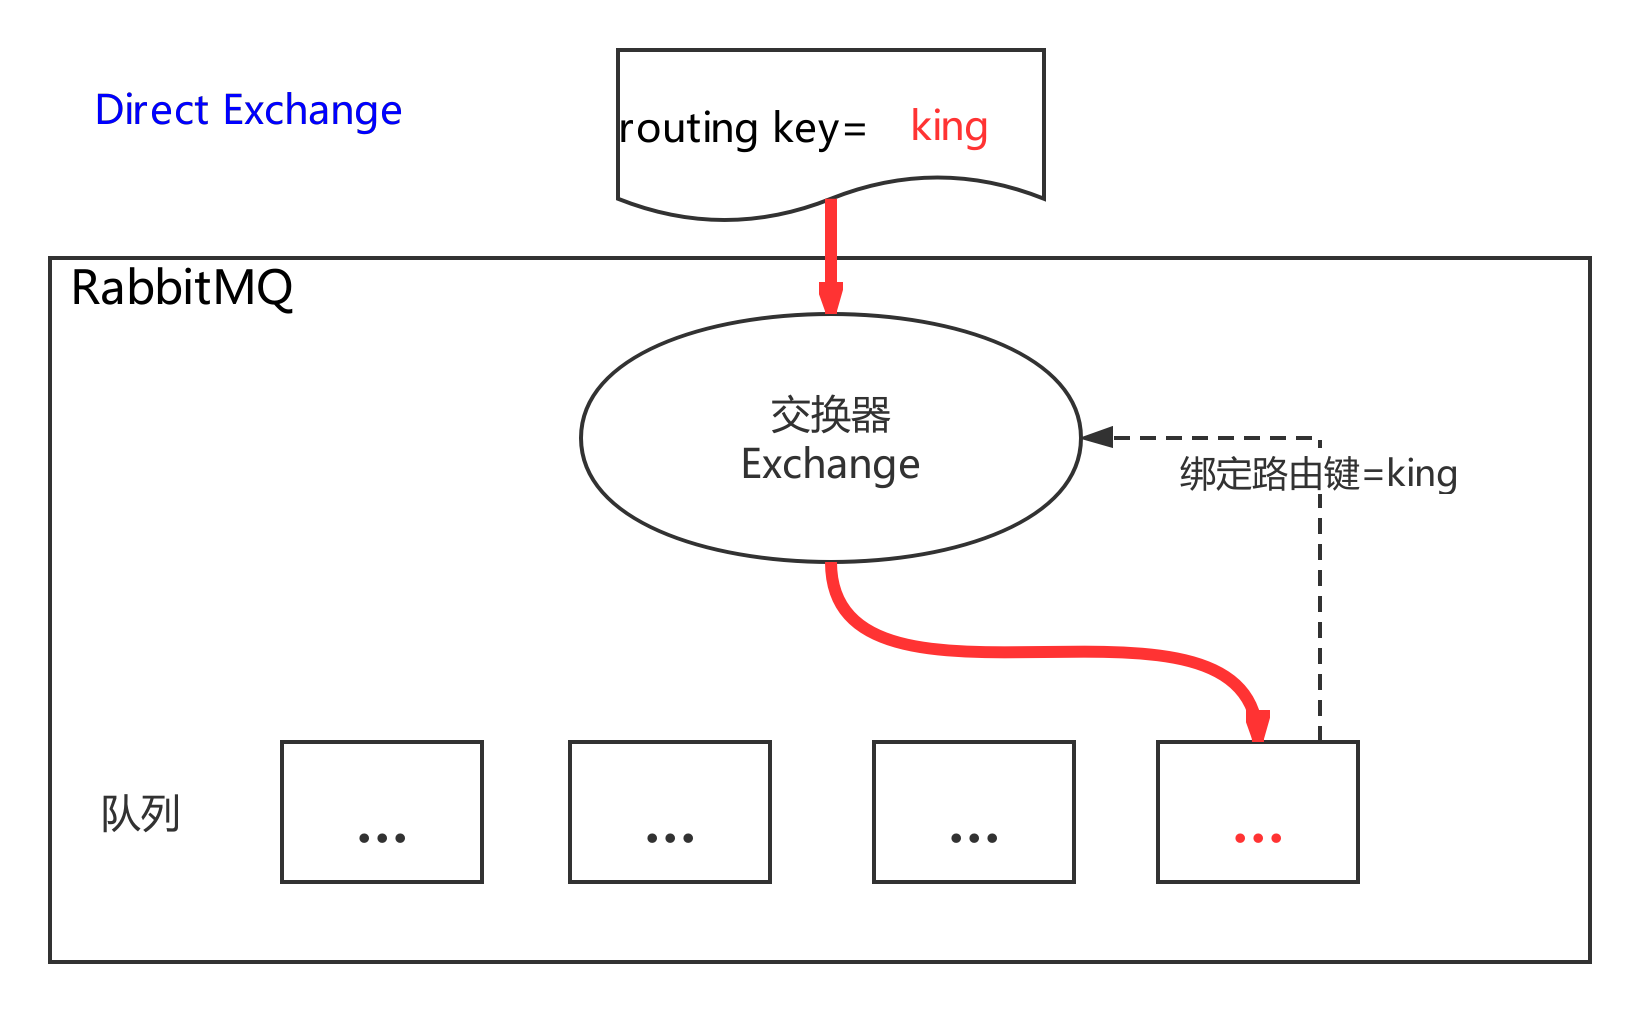 Direct Exchange
routing key= king
RabbitMQ
交换器
Exchange
绑定路由键=king
队列
...
...
...
...